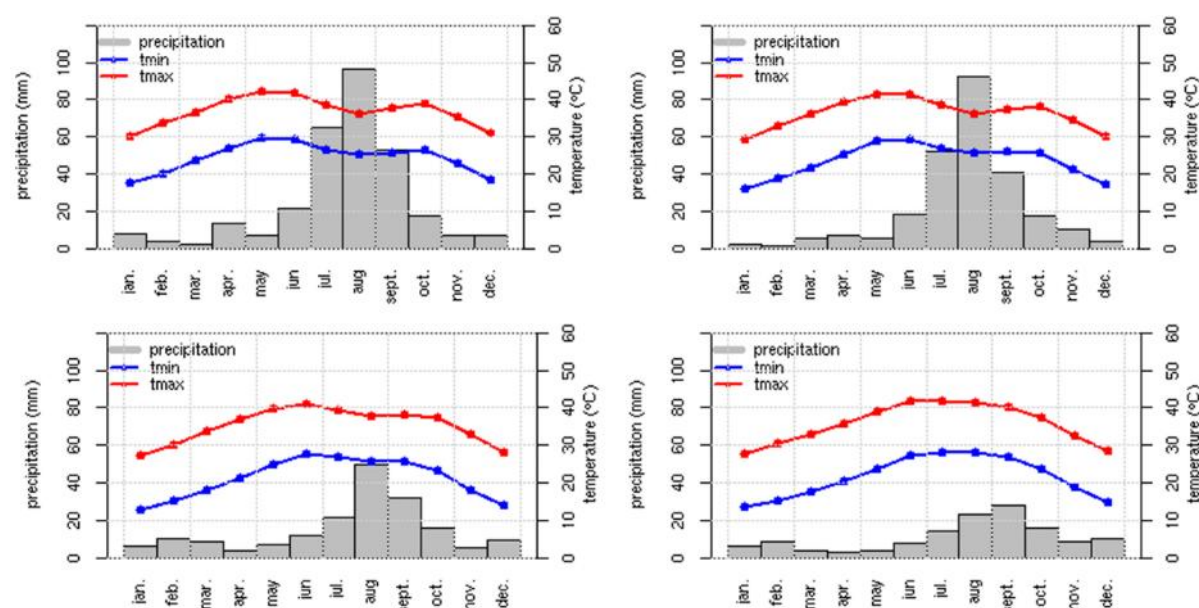 precipitation
tmin
tmax
precipitation (mm)
0 20 40 60 80 100
temperature (°C)
0 10 20 30 40 50 60
jan. feb. mar. apr. may jun jul. aug sept. oct. nov. dec.
precipitation
tmin
tmax
precipitation (mm)
0 20 40 60 80 100
temperature (°C)
0 10 20 30 40 50 60
jan. feb. mar. apr. may jun jul. aug sept. oct. nov. dec.
precipitation
tmin
tmax
precipitation (mm)
0 20 40 60 80 100
temperature (°C)
0 10 20 30 40 50 60
jan. feb. mar. apr. may jun jul. aug sept. oct. nov. dec.
precipitation
tmin
tmax
precipitation (mm)
0 20 40 60 80 100
temperature (°C)
0 10 20 30 40 50 60
jan. feb. mar. apr. may jun jul. aug sept. oct. nov. dec.